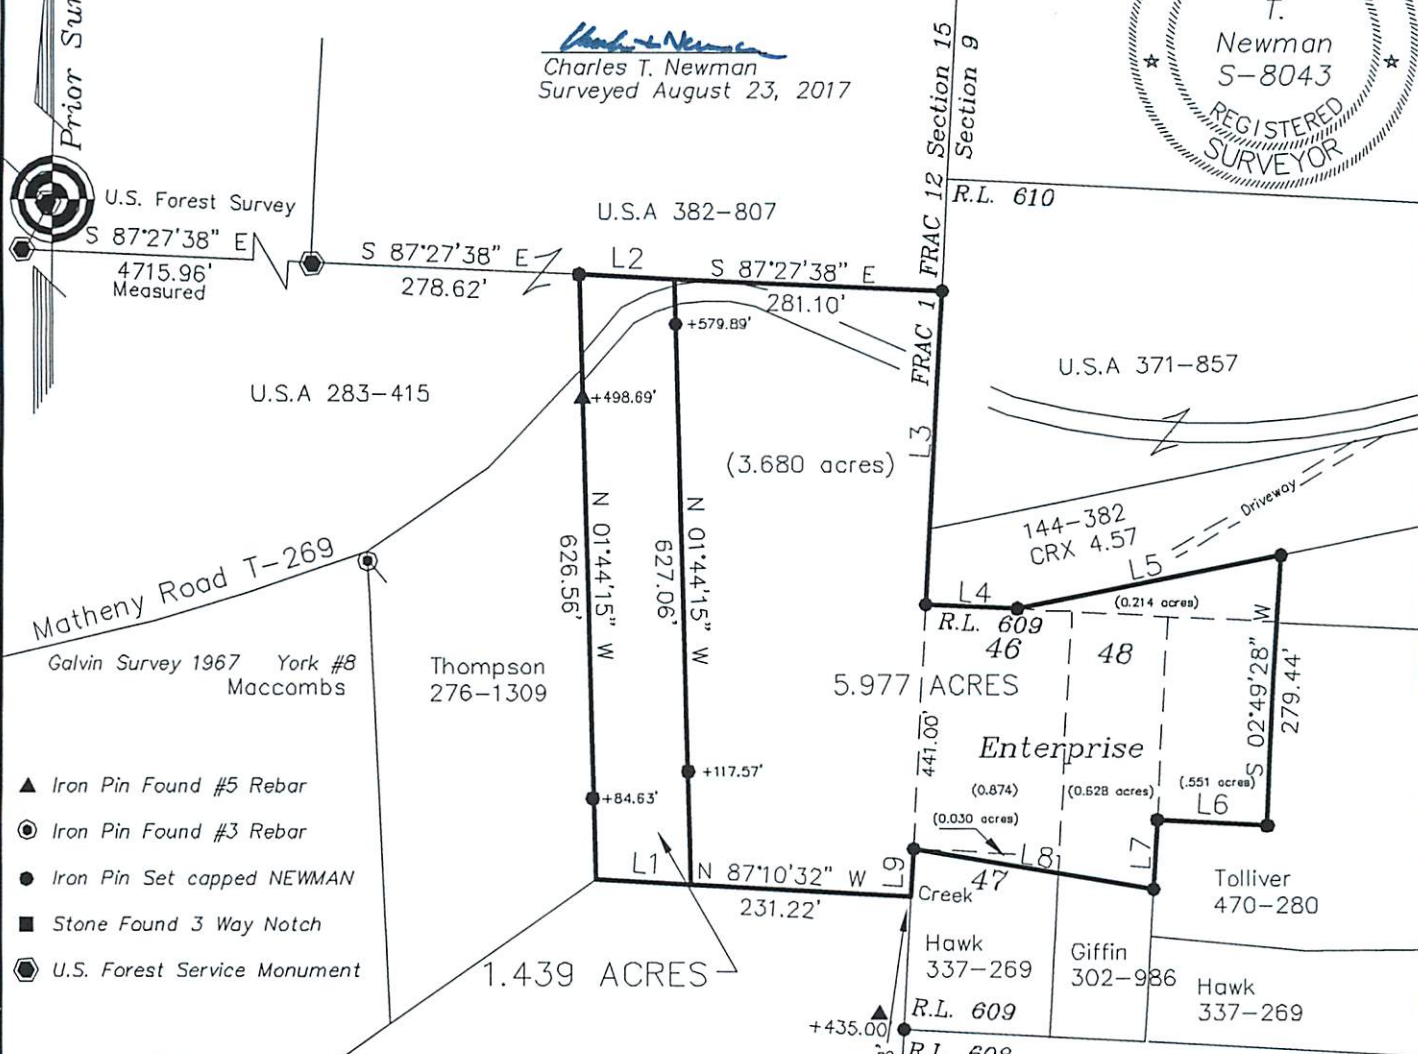 Prior Sur
Charles T. Newman
Surveyed August 23, 2017
T.
Newman
S-8043
REGISTERED
SURVEYOR
FRAC 12 Section 15
Section 9
R.L. 610
U.S. Forest Survey
S 87°27'38" E
4715.96'
Measured
S 87°27'38" E
278.62'
U.S.A 382-807
L2
S 87°27'38" E
281.10'
+579.89'
+498.69'
FRAC 1
L3
U.S.A 371-857
U.S.A 283-415
(3.680 acres)
N 01°44'15" W
626.56'
N 01°44'15" W
627.06'
Driveway
144-382
CRX 4.57
L5
L4
(0.214 acres)
R.L. 609
46
48
S 02°49'28" W
279.44'
Matheny Road T-269
Galvin Survey 1967 York #8
Maccombs
Thompson
276-1309
5.977 ACRES
441.00'
Enterprise
(0.874)
(0.628 acres)
(.551 acres)
L6
(0.030 acres)
L7
L8
47
+117.57'
+84.63'
L1
N 87°10'32" W
231.22'
L9
Creek
1.439 ACRES
Tolliver
470-280
Hawk
337-269
Giffin
302-986
Hawk
337-269
R.L. 609
+435.00'
R.L. 608
Iron Pin Found #5 Rebar
Iron Pin Found #3 Rebar
Iron Pin Set capped NEWMAN
Stone Found 3 Way Notch
U.S. Forest Service Monument